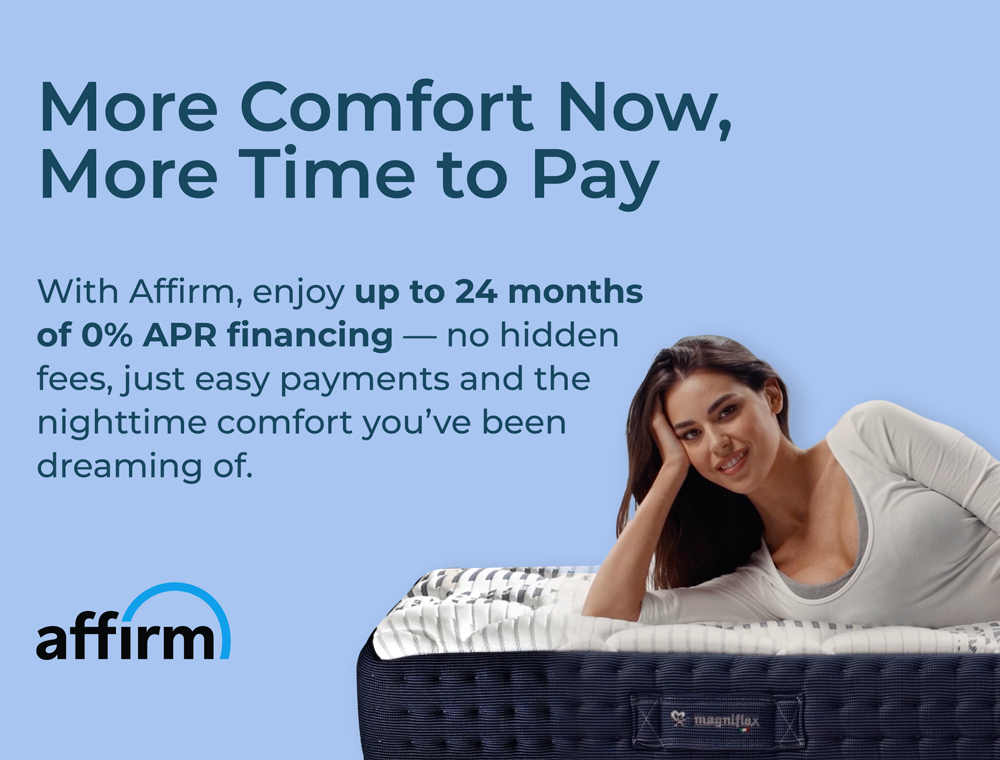 More Comfort Now,
More Time to Pay
With Affirm, enjoy up to 24 months
of 0% APR financing — no hidden
fees, just easy payments and the
nighttime comfort you’ve been
dreaming of.
affirm
magniflex